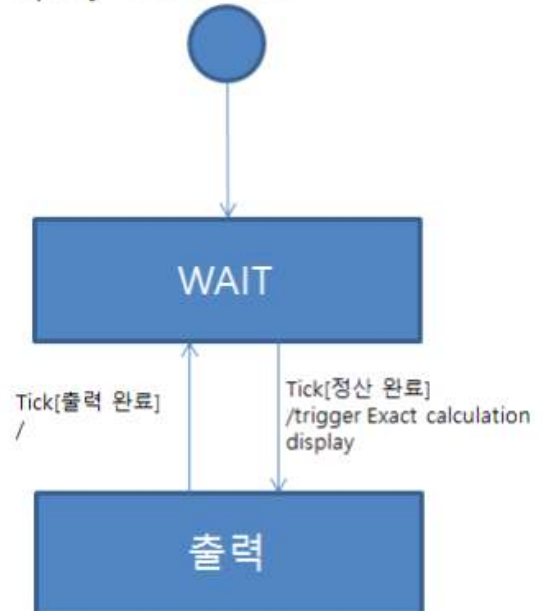 WAIT
Tick[출력 완료]
/
Tick[정산 완료]
/trigger Exact calculation
display
출력